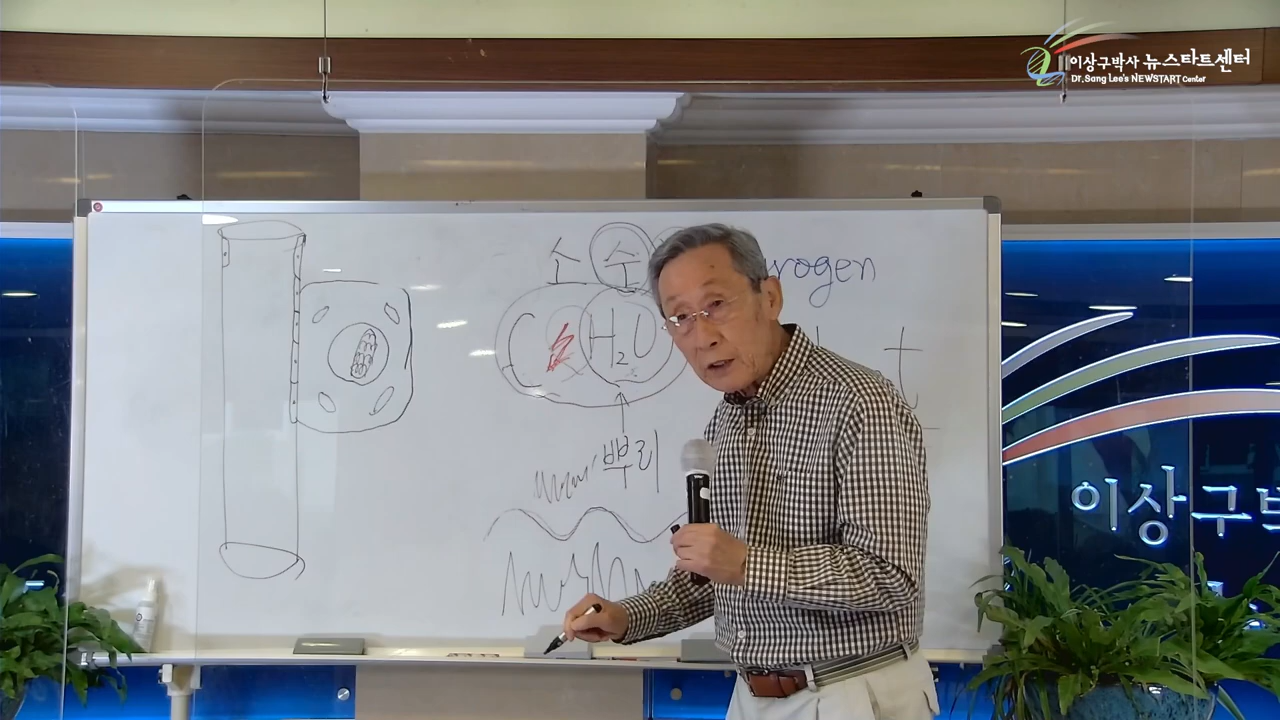 이상구박사 뉴스타트센터
Dr. Sang Lee's NEWSTART Center
소 수
rogen
C H₂O
t
뿌리
이상구박